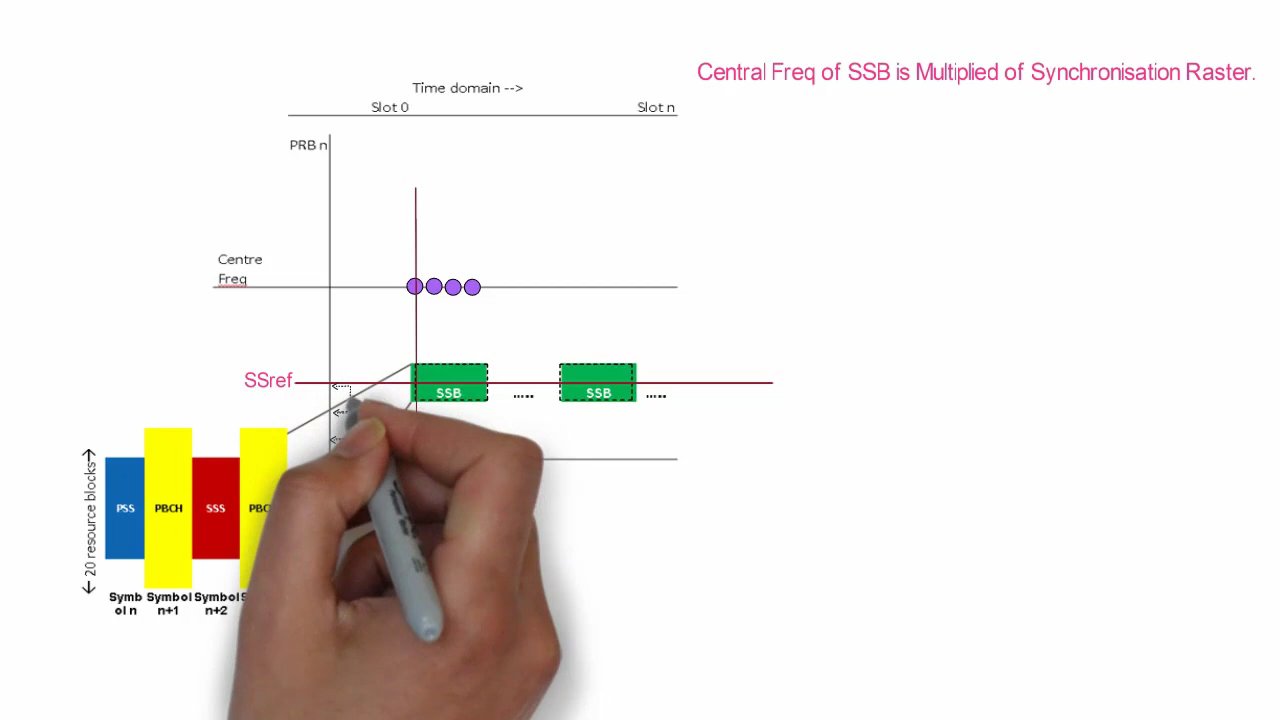 Central Freq of SSB is Multiplied of Synchronisation Raster.
Time domain -->
Slot 0
Slot n
PRB n
Centre
Freq
SSref
SSB
.....
SSB
.....
20 resource blocks
PSS
PBCH
SSS
Symb
ol n
Symbol
n+1
Symbol
n+2